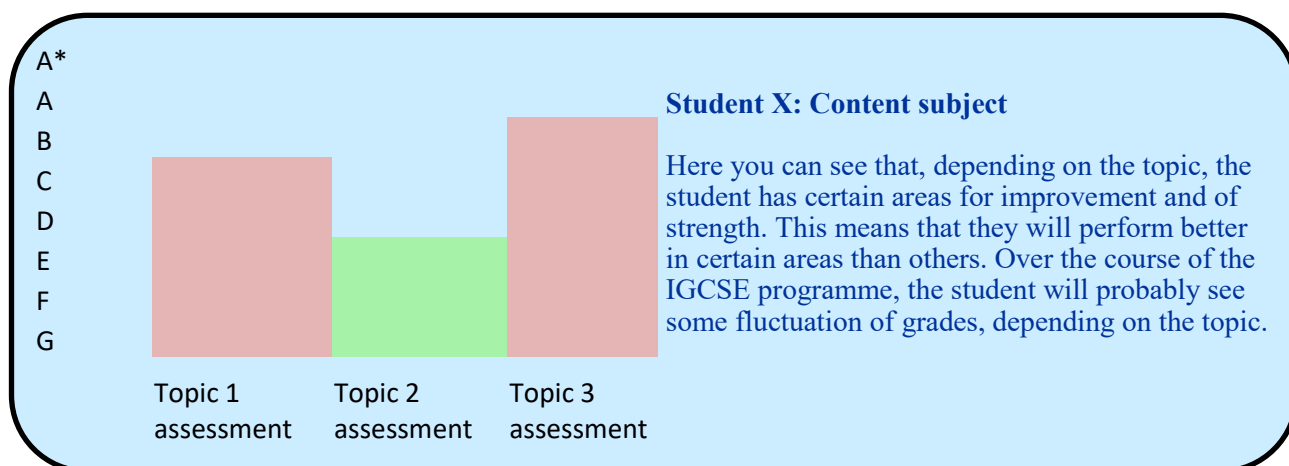 A*
A
B
C
D
E
F
G
Topic 1
assessment
Topic 2
assessment
Topic 3
assessment
Student X: Content subject
Here you can see that, depending on the topic, the
student has certain areas for improvement and of
strength. This means that they will perform better
in certain areas than others. Over the course of the
IGCSE programme, the student will probably see
some fluctuation of grades, depending on the topic.